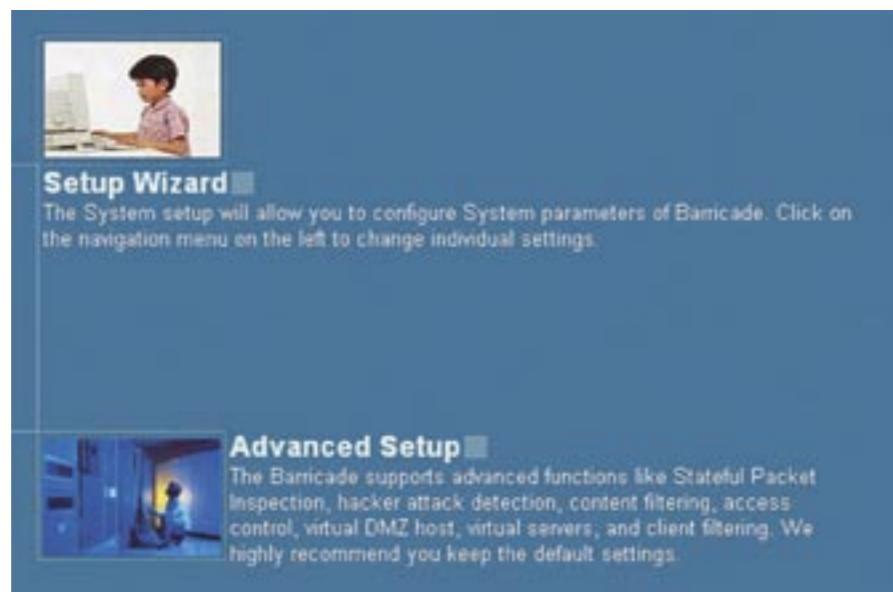 Setup Wizard
The System setup will allow you to configure System parameters of Barricade. Click on
the navigation menu on the left to change individual settings.
Advanced Setup
The Barricade supports advanced functions like Stateful Packet
Inspection, hacker attack detection, content filtering, access
control, virtual DMZ host, virtual servers, and client filtering. We
highly recommend you keep the default settings.